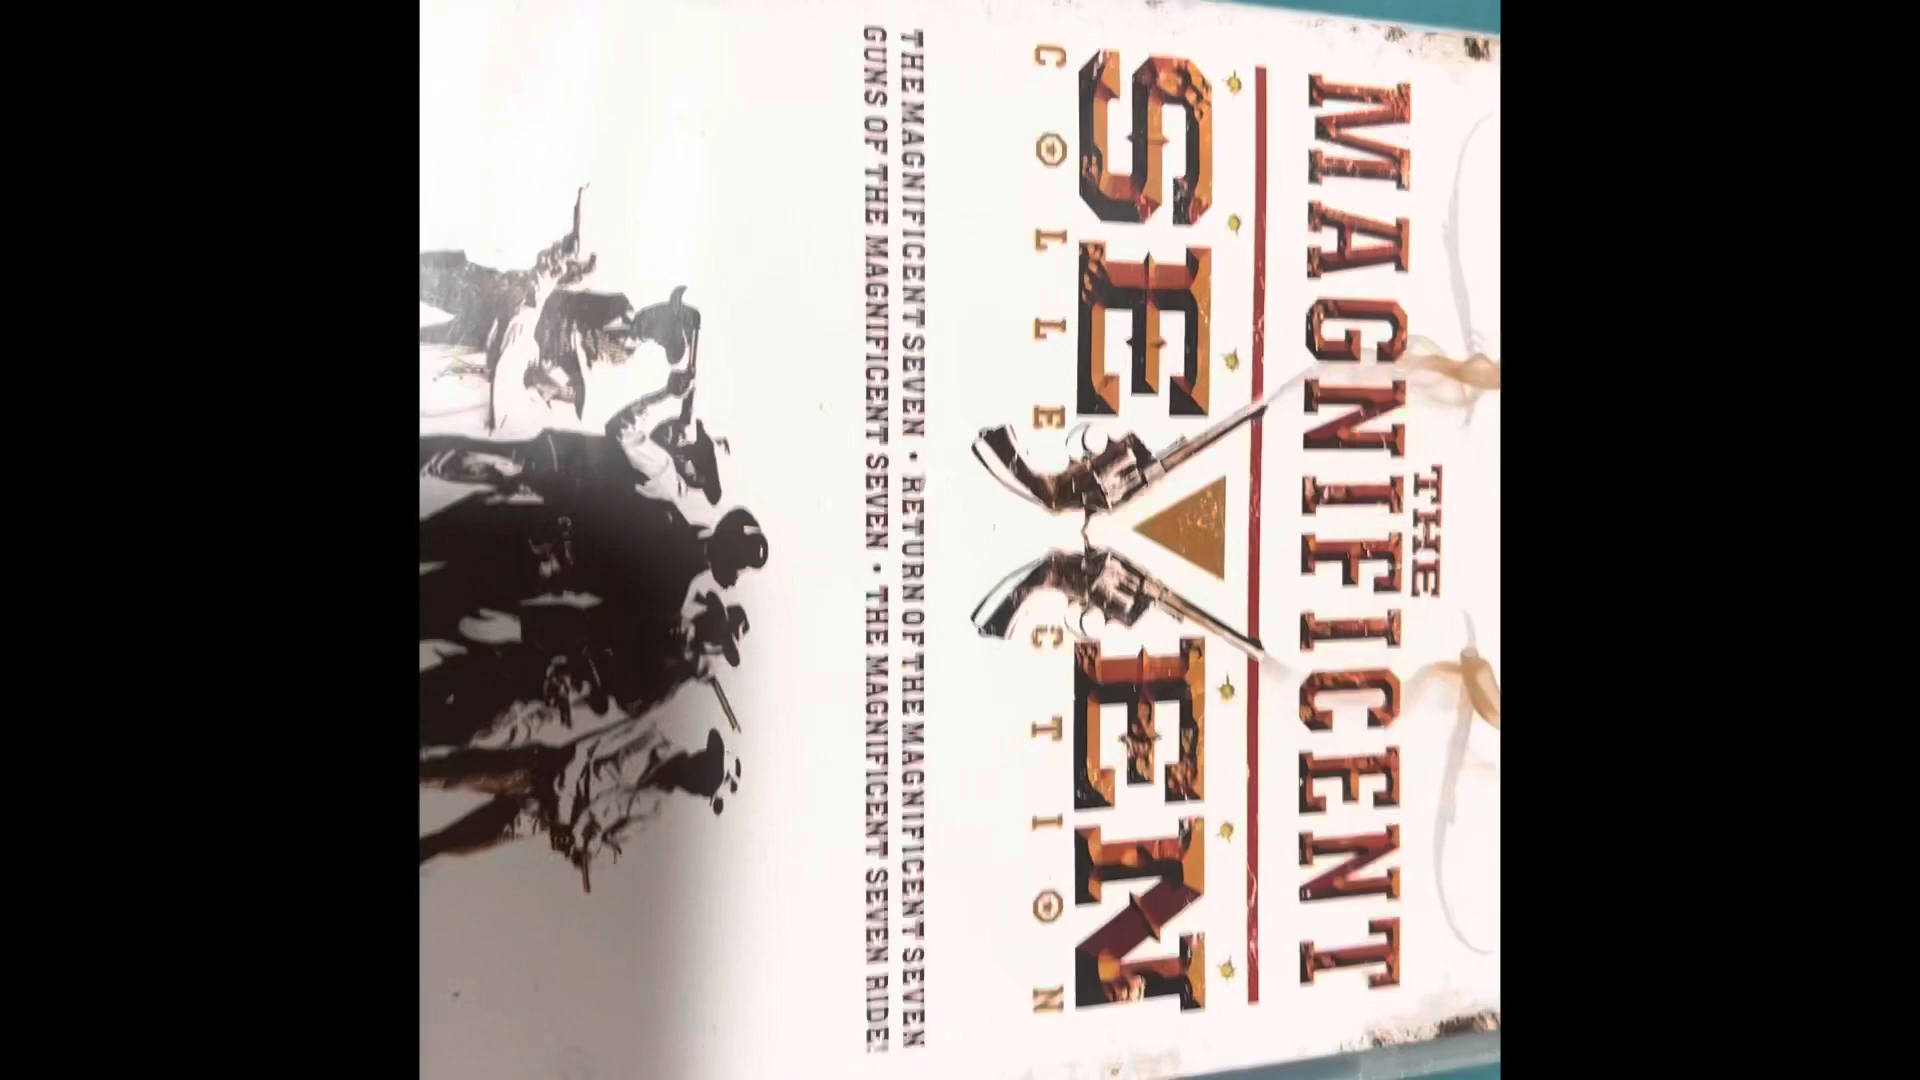 THE
MAGNIFICENT
SEVEN
COLLECTION
THE MAGNIFICENT SEVEN • RETURN OF THE MAGNIFICENT SEVEN
GUNS OF THE MAGNIFICENT SEVEN • THE MAGNIFICENT SEVEN RIDE!